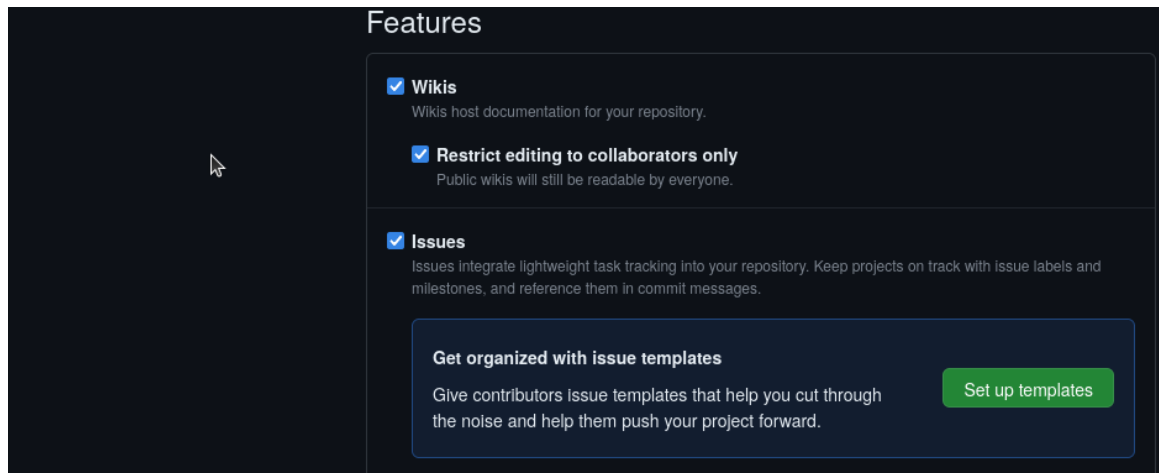 Features
Wikis
Wikis host documentation for your repository.
Restrict editing to collaborators only
Public wikis will still be readable by everyone.
Issues
Issues integrate lightweight task tracking into your repository. Keep projects on track with issue labels and
milestones, and reference them in commit messages.
Get organized with issue templates
Give contributors issue templates that help you cut through
the noise and help them push your project forward.
Set up templates